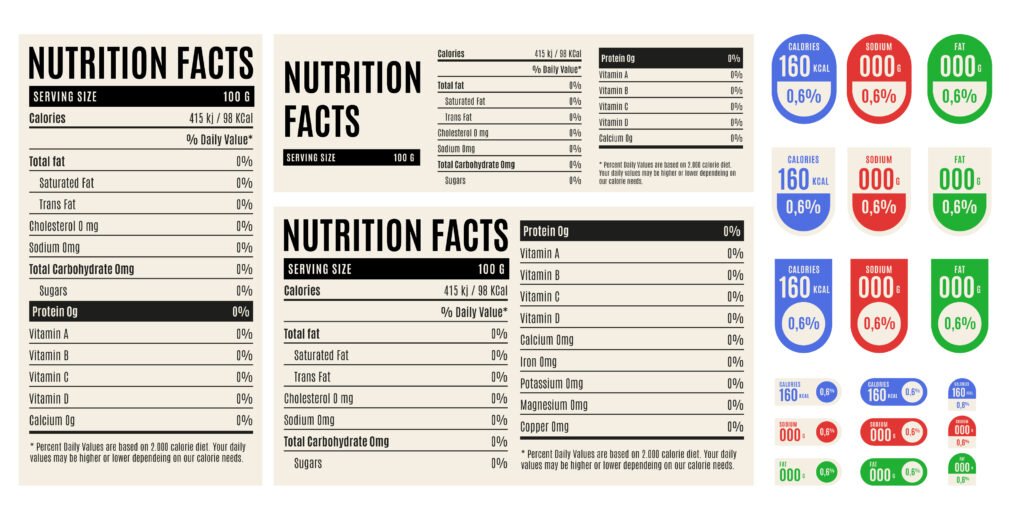 NUTRITION FACTS
SERVING SIZE 100 G
Calories 415 kj / 98 KCal
% Daily Value*
Total fat 0%
Saturated Fat 0%
Trans Fat 0%
Cholesterol 0 mg 0%
Sodium 0mg 0%
Total Carbohydrate 0mg 0%
Sugars 0%
Protein 0g 0%
Vitamin A 0%
Vitamin B 0%
Vitamin C 0%
Vitamin D 0%
Calcium 0g 0%
* Percent Daily Values are based on 2.000 calorie diet. Your daily
values may be higher or lower dependeing on our calorie needs.
NUTRITION
FACTS
SERVING SIZE 100 G
Calories 415 kj / 98 KCal
% Daily Value*
Total fat 0%
Saturated Fat 0%
Trans Fat 0%
Cholesterol 0 mg 0%
Sodium 0mg 0%
Total Carbohydrate 0mg 0%
Sugars 0%
Protein 0g 0%
Vitamin A 0%
Vitamin B 0%
Vitamin C 0%
Vitamin D 0%
Calcium 0g 0%
* Percent Daily Values are based on 2.000 calorie diet.
Your daily values may be higher or lower dependeing on
our calorie needs.
NUTRITION FACTS
SERVING SIZE 100 G
Calories 415 kj / 98 KCal
% Daily Value*
Total fat 0%
Saturated Fat 0%
Trans Fat 0%
Cholesterol 0 mg 0%
Sodium 0mg 0%
Total Carbohydrate 0mg 0%
Sugars 0%
Protein 0g 0%
Vitamin A 0%
Vitamin B 0%
Vitamin C 0%
Vitamin D 0%
Calcium 0mg 0%
Iron 0mg 0%
Potassium 0mg 0%
Magnesium 0mg 0%
Copper 0mg 0%
* Percent Daily Values are based on 2.000 calorie diet. Your daily
values may be higher or lower dependeing on our calorie needs.
CALORIES
160 KCAL
0,6%
SODIUM
000 G
0,6%
FAT
000 G
0,6%
CALORIES
160 KCAL
0,6%
SODIUM
000 G
0,6%
FAT
000 G
0,6%
CALORIES
160 KCAL
0,6%
SODIUM
000 G
0,6%
FAT
000 G
0,6%
CALORIES
160 KCAL 0,6%
CALORIES
160 KCAL 0,6%
CALORIES
160 KCAL
0,6%
SODIUM
000 G 0,6%
SODIUM
000 G 0,6%
SODIUM
000 G
0,6%
FAT
000 G 0,6%
FAT
000 G 0,6%
FAT
000 G
0,6%